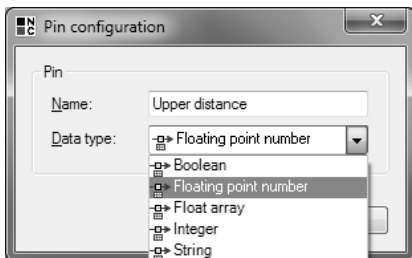 Pin configuration
Pin
Name: Upper distance
Data type: Floating point number
Boolean
Floating point number
Float array
Integer
String